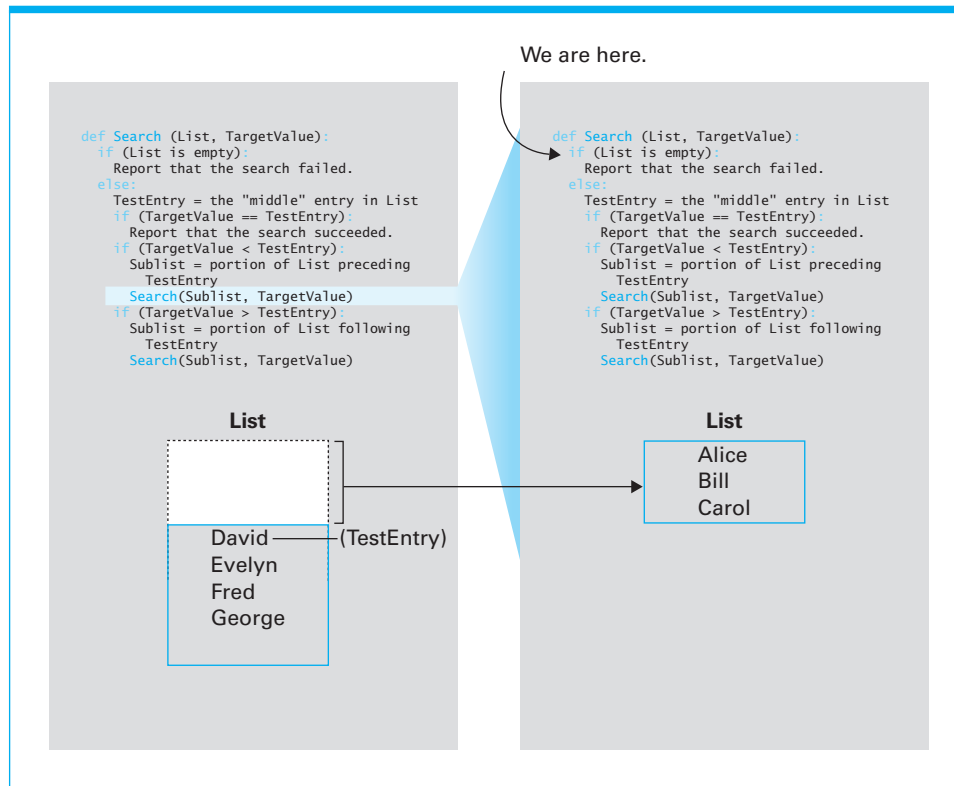 We are here.
def Search (List, TargetValue):
if (List is empty):
Report that the search failed.
else:
TestEntry = the "middle" entry in List
if (TargetValue == TestEntry):
Report that the search succeeded.
if (TargetValue < TestEntry):
Sublist = portion of List preceding
TestEntry
Search(Sublist, TargetValue)
if (TargetValue > TestEntry):
Sublist = portion of List following
TestEntry
Search(Sublist, TargetValue)
List
David (TestEntry)
Evelyn
Fred
George
def Search (List, TargetValue):
if (List is empty):
Report that the search failed.
else:
TestEntry = the "middle" entry in List
if (TargetValue == TestEntry):
Report that the search succeeded.
if (TargetValue < TestEntry):
Sublist = portion of List preceding
TestEntry
Search(Sublist, TargetValue)
if (TargetValue > TestEntry):
Sublist = portion of List following
TestEntry
Search(Sublist, TargetValue)
List
Alice
Bill
Carol